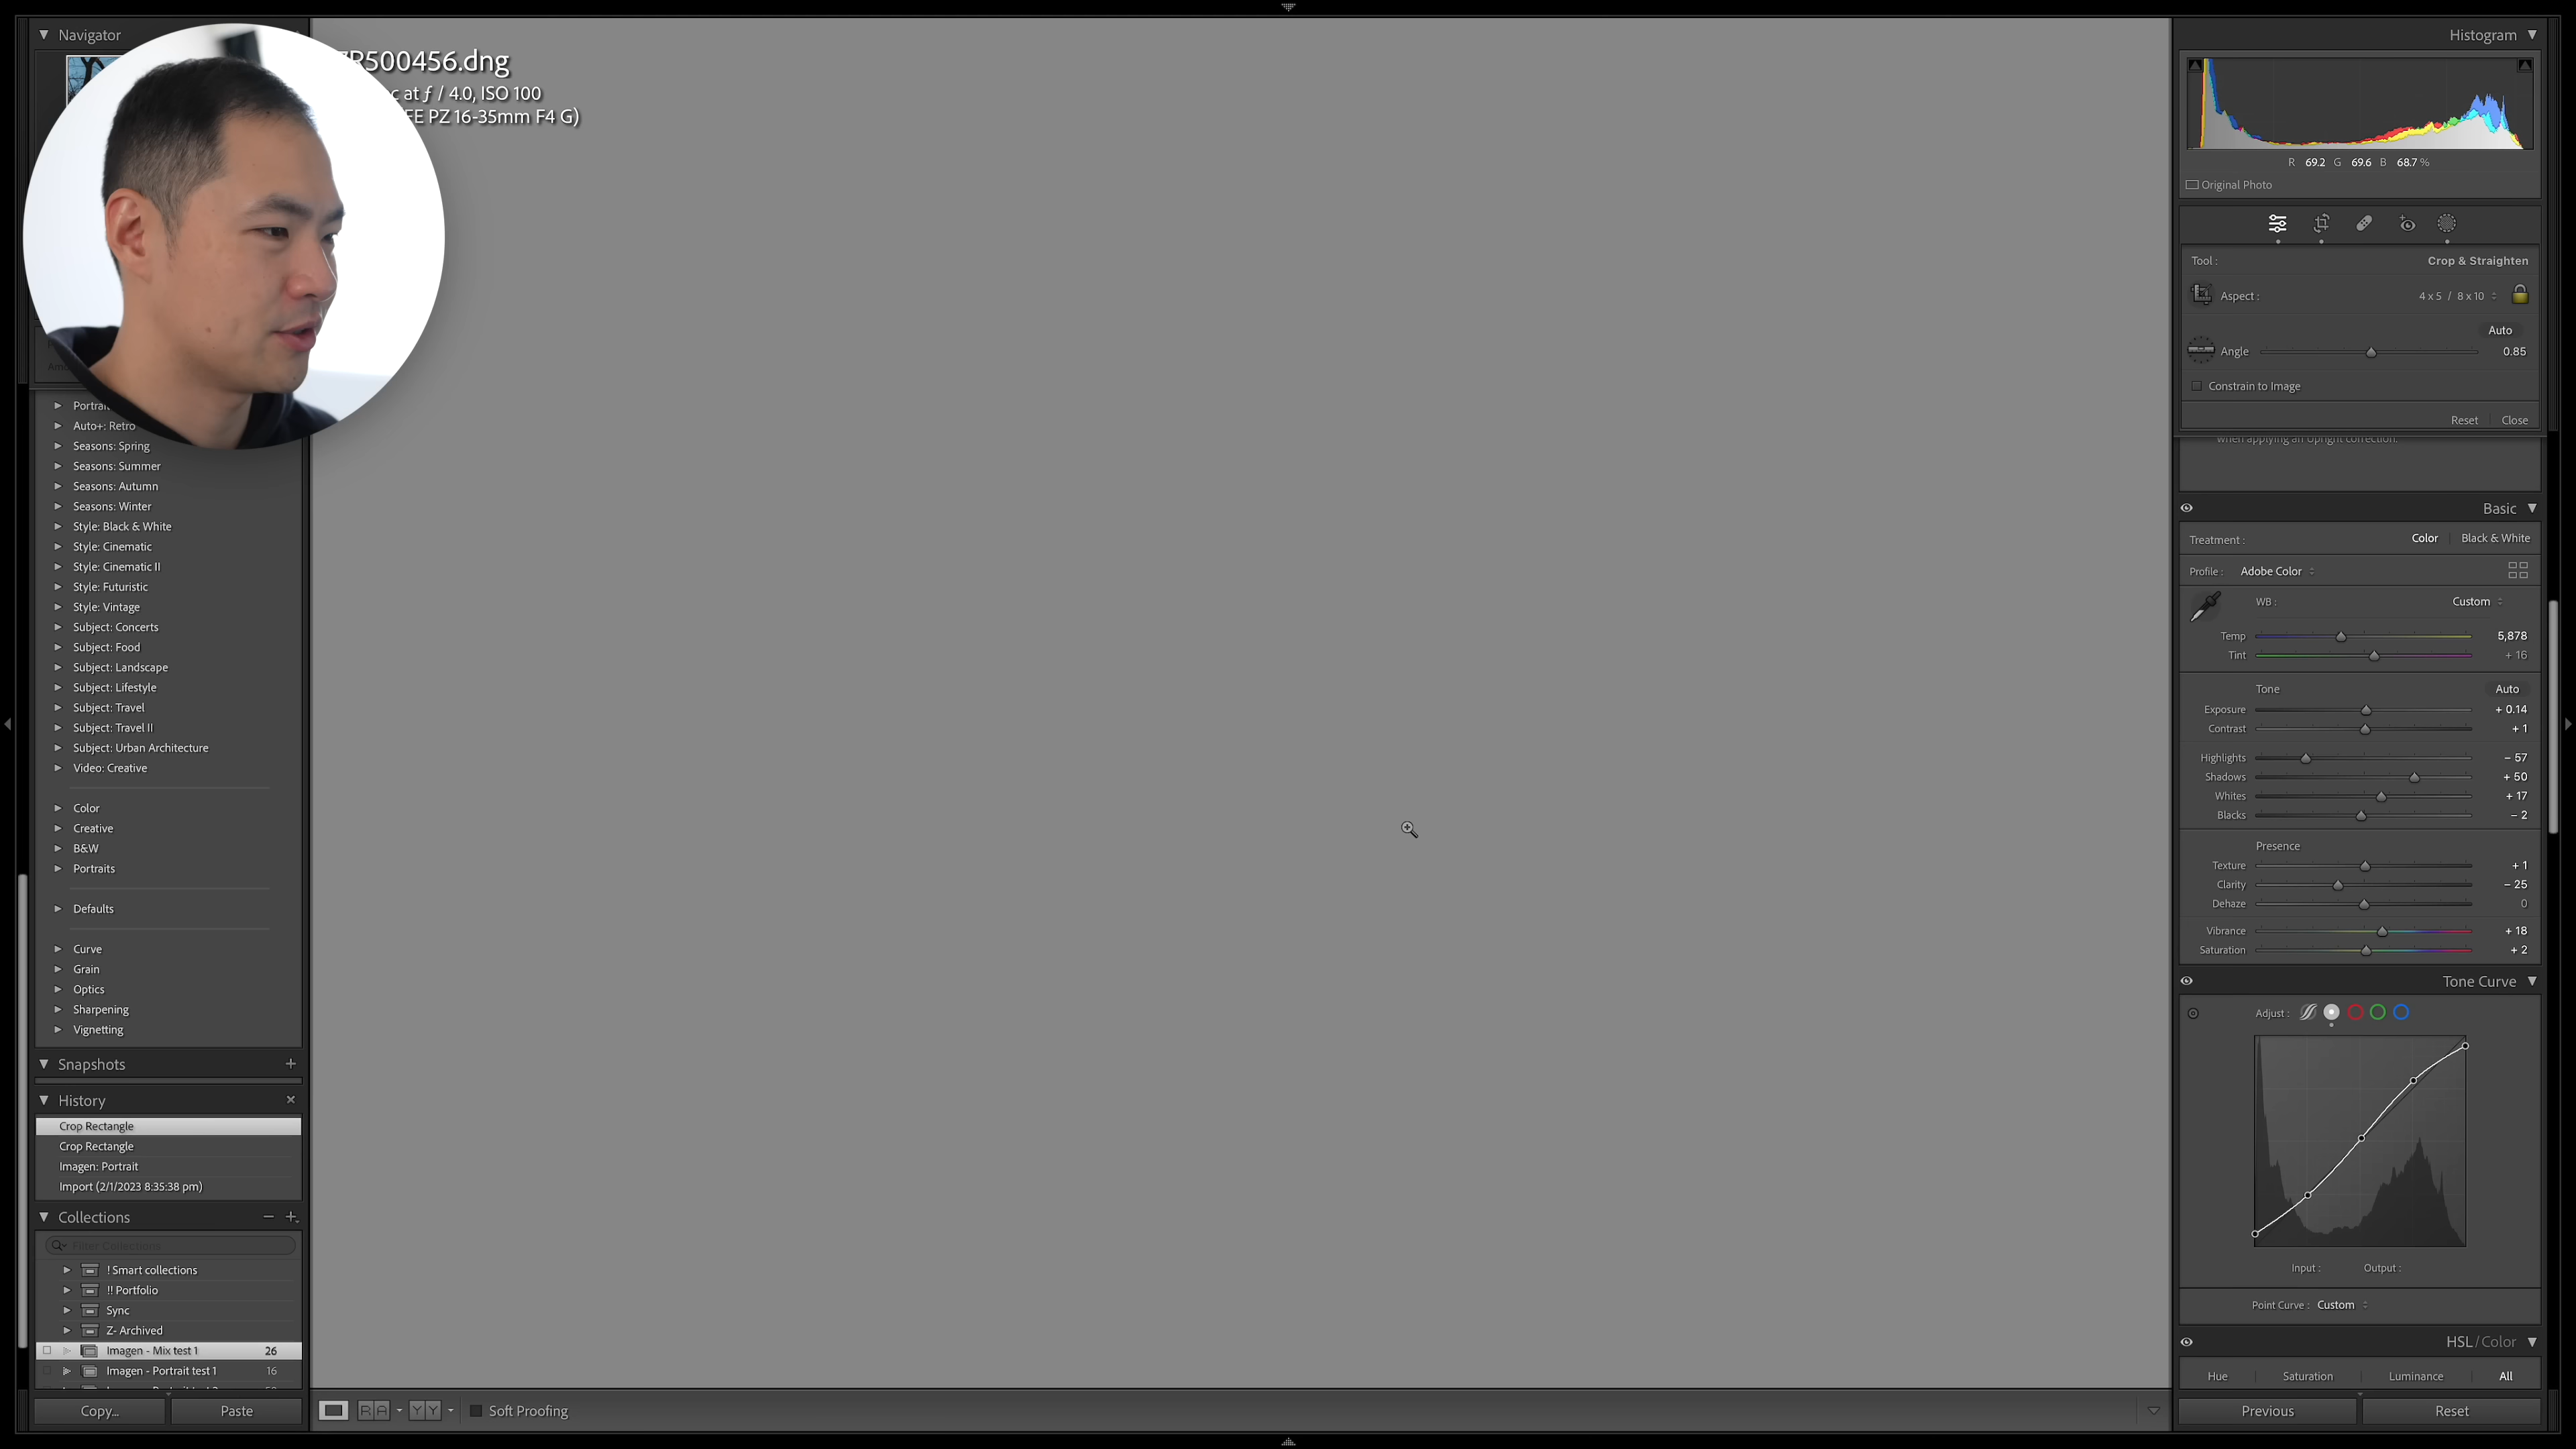 Navigator
ZR500456.dng
c at ƒ / 4.0, ISO 100
FE PZ 16-35mm F4 G)
Auto+: Retro
Seasons: Spring
Seasons: Summer
Seasons: Autumn
Seasons: Winter
Style: Black & White
Style: Cinematic
Style: Cinematic II
Style: Futuristic
Style: Vintage
Subject: Concerts
Subject: Food
Subject: Landscape
Subject: Lifestyle
Subject: Travel
Subject: Travel II
Subject: Urban Architecture
Video: Creative
Color
Creative
B&W
Portraits
Defaults
Curve
Grain
Optics
Sharpening
Vignetting
Snapshots
History
Crop Rectangle
Crop Rectangle
Imagen: Portrait
Import (2/1/2023 8:35:38 pm)
Collections
Filter Collections
! Smart collections
!! Portfolio
Sync
Z- Archived
Imagen - Mix test 1 26
Imagen - Portrait test 1 16
Copy... Paste
Soft Proofing
Histogram
R 69.2 G 69.6 B 68.7 %
Original Photo
Tool : Crop & Straighten
Aspect : 4 x 5 / 8 x 10
Auto
Angle 0.85
Constrain to Image
Reset Close
when applying an Upright correction.
Basic
Treatment : Color Black & White
Profile : Adobe Color
WB : Custom
Temp 5,878
Tint + 16
Tone Auto
Exposure + 0.14
Contrast + 1
Highlights − 57
Shadows + 50
Whites + 17
Blacks − 2
Presence
Texture + 1
Clarity − 25
Dehaze 0
Vibrance + 18
Saturation + 2
Tone Curve
Adjust :
Input : Output :
Point Curve : Custom
HSL / Color
Hue Saturation Luminance All
Previous Reset